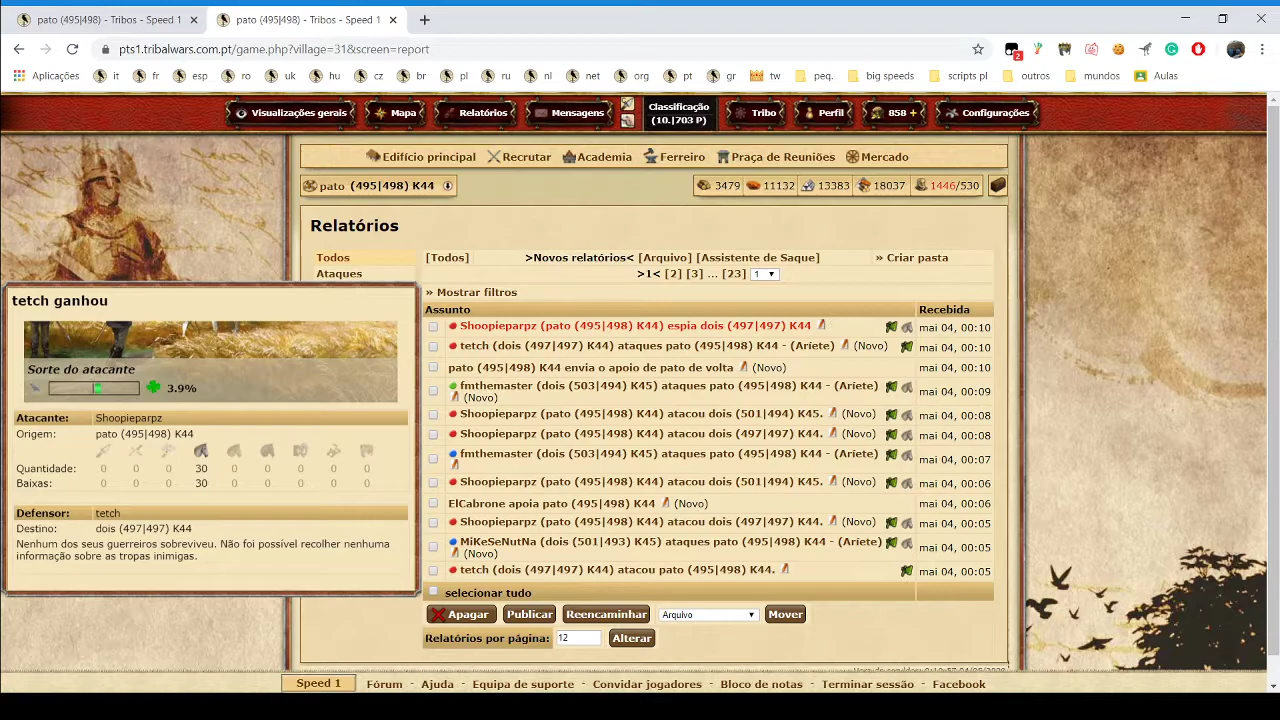 pato (495|498) - Tribos - Speed 1
pato (495|498) - Tribos - Speed 1
pts1.tribalwars.com.pt/game.php?village=31&screen=report
2
Aplicações it fr esp ro uk hu cz br pl ru nl net org pt gr tw peq. big speeds scripts pl outros mundos Aulas
Visualizações gerais Mapa Relatórios Mensagens Classificação (10.|703 P) Tribo Perfil 858 + Configurações
Edifício principal Recrutar Academia Ferreiro Praça de Reuniões Mercado
pato (495|498) K44 3479 11132 13383 18037 1446/530
Relatórios
Todos
Ataques
[Todos] >Novos relatórios< [Arquivo] [Assistente de Saque] » Criar pasta
>1< [2] [3] ... [23] 1
» Mostrar filtros
Assunto Recebida
Shoopieparpz (pato (495|498) K44) espia dois (497|497) K44 mai 04, 00:10
tetch (dois (497|497) K44) ataques pato (495|498) K44 - (Aríete) (Novo) mai 04, 00:10
pato (495|498) K44 envia o apoio de pato de volta (Novo) mai 04, 00:10
fmthemaster (dois (503|494) K45) ataques pato (495|498) K44 - (Aríete) mai 04, 00:09
(Novo)
Shoopieparpz (pato (495|498) K44) atacou dois (501|494) K45. (Novo) mai 04, 00:08
Shoopieparpz (pato (495|498) K44) atacou dois (497|497) K44. (Novo) mai 04, 00:08
fmthemaster (dois (503|494) K45) ataques pato (495|498) K44 - (Aríete) mai 04, 00:07
Shoopieparpz (pato (495|498) K44) atacou dois (501|494) K45. (Novo) mai 04, 00:06
ElCabrone apoia pato (495|498) K44 (Novo) mai 04, 00:06
Shoopieparpz (pato (495|498) K44) atacou dois (497|497) K44. (Novo) mai 04, 00:05
MiKeSeNutNa (dois (501|493) K45) ataques pato (495|498) K44 - (Aríete) mai 04, 00:05
(Novo)
tetch (dois (497|497) K44) atacou pato (495|498) K44. mai 04, 00:05
selecionar tudo
Apagar Publicar Reencaminhar Arquivo Mover
Relatórios por página: 12 Alterar
tetch ganhou
Sorte do atacante
3.9%
Atacante: Shoopieparpz
Origem: pato (495|498) K44
Quantidade: 0 0 0 30 0 0 0 0 0
Baixas: 0 0 0 30 0 0 0 0 0
Defensor: tetch
Destino: dois (497|497) K44
Nenhum dos seus guerreiros sobreviveu. Não foi possível recolher nenhuma
informação sobre as tropas inimigas.
Speed 1 Fórum - Ajuda - Equipa de suporte - Convidar jogadores - Bloco de notas - Terminar sessão - Facebook